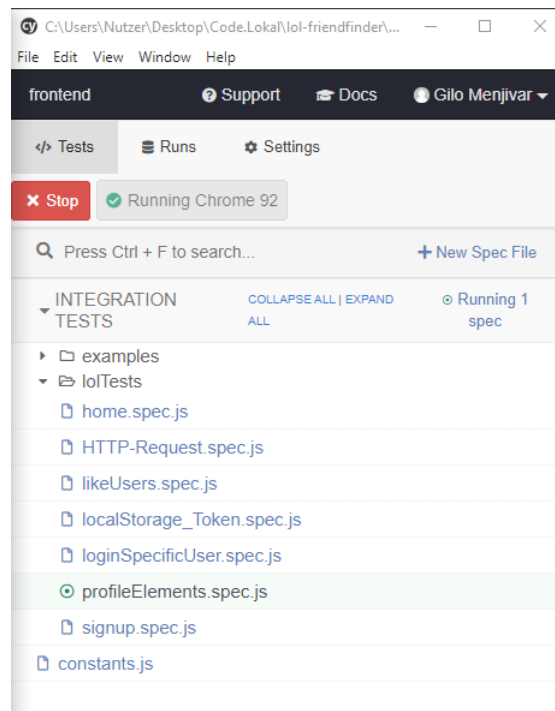 cy C:\Users\Nutzer\Desktop\Code.Lokal\lol-friendfinder\...
File Edit View Window Help
frontend Support Docs Gilo Menjivar
</> Tests Runs Settings
Stop Running Chrome 92
Press Ctrl + F to search... + New Spec File
INTEGRATION TESTS COLLAPSE ALL | EXPAND ALL Running 1 spec
examples
lolTests
home.spec.js
HTTP-Request.spec.js
likeUsers.spec.js
localStorage_Token.spec.js
loginSpecificUser.spec.js
profileElements.spec.js
signup.spec.js
constants.js